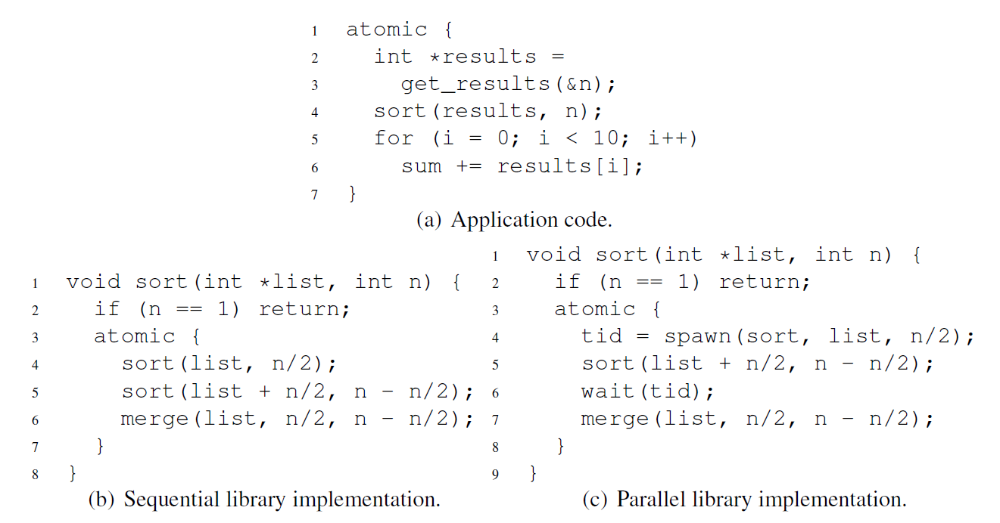 1 atomic {
2   int *results =
3     get_results(&n);
4   sort(results, n);
5   for (i = 0; i < 10; i++)
6     sum += results[i];
7 }
(a) Application code.
1 void sort(int *list, int n) {
2   if (n == 1) return;
3   atomic {
4     sort(list, n/2);
5     sort(list + n/2, n - n/2);
6     merge(list, n/2, n - n/2);
7   }
8 }
(b) Sequential library implementation.
1 void sort(int *list, int n) {
2   if (n == 1) return;
3   atomic {
4     tid = spawn(sort, list, n/2);
5     sort(list + n/2, n - n/2);
6     wait(tid);
7     merge(list, n/2, n - n/2);
8   }
9 }
(c) Parallel library implementation.